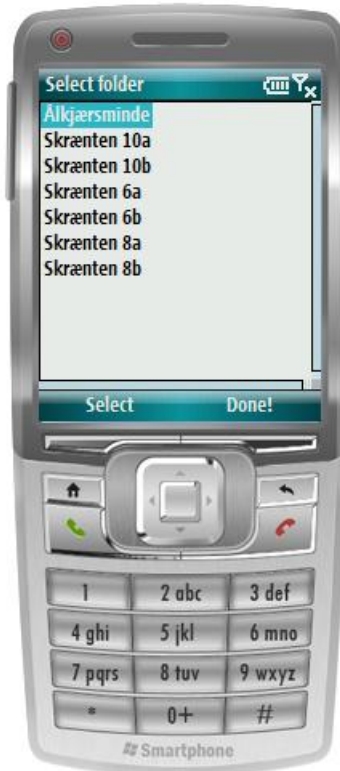 Select folder
Ålkjærsminde
Skrænten 10a
Skrænten 10b
Skrænten 6a
Skrænten 6b
Skrænten 8a
Skrænten 8b
Select Done!
1 2 abc 3 def
4 ghi 5 jkl 6 mno
7 pqrs 8 tuv 9 wxyz
* 0+ #
Smartphone